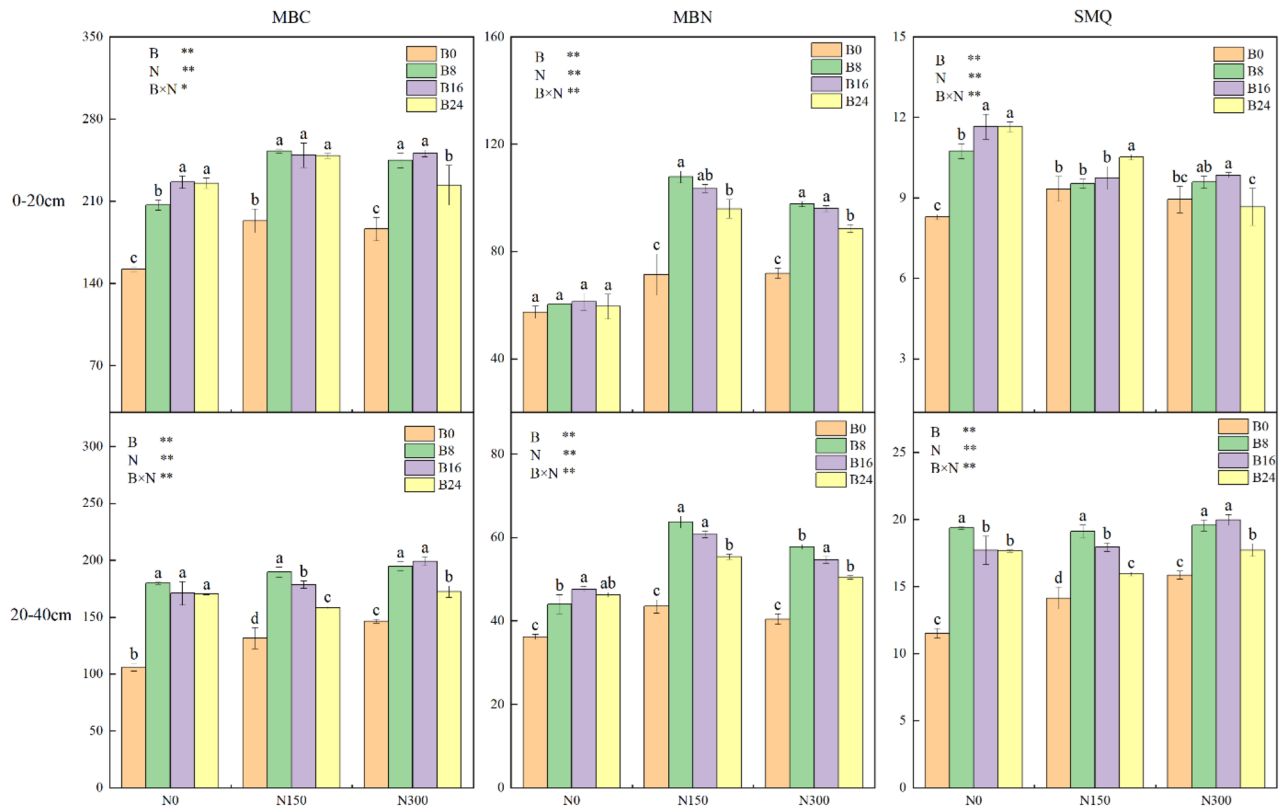 MBC
MBN
SMQ
0-20cm
350
280
210
140
70
B **
N **
B×N *
B0
B8
B16
B24
c b a a
b a a a
c a a b
160
120
80
40
B **
N **
B×N **
B0
B8
B16
B24
a a a a
c a ab b
c a a b
15
12
9
6
3
B **
N **
B×N **
B0
B8
B16
B24
c b a a
b b b a
bc ab a c
20-40cm
300
250
200
150
100
50
0
B **
N **
B×N **
B0
B8
B16
B24
b a a a
d a b c
c a a b
N0 N150 N300
80
60
40
20
0
B **
N **
B×N **
B0
B8
B16
B24
c b a ab
c a a b
c b a b
N0 N150 N300
25
20
15
10
5
0
B **
N **
B×N **
B0
B8
B16
B24
c a b b
d a b c
c a a b
N0 N150 N300